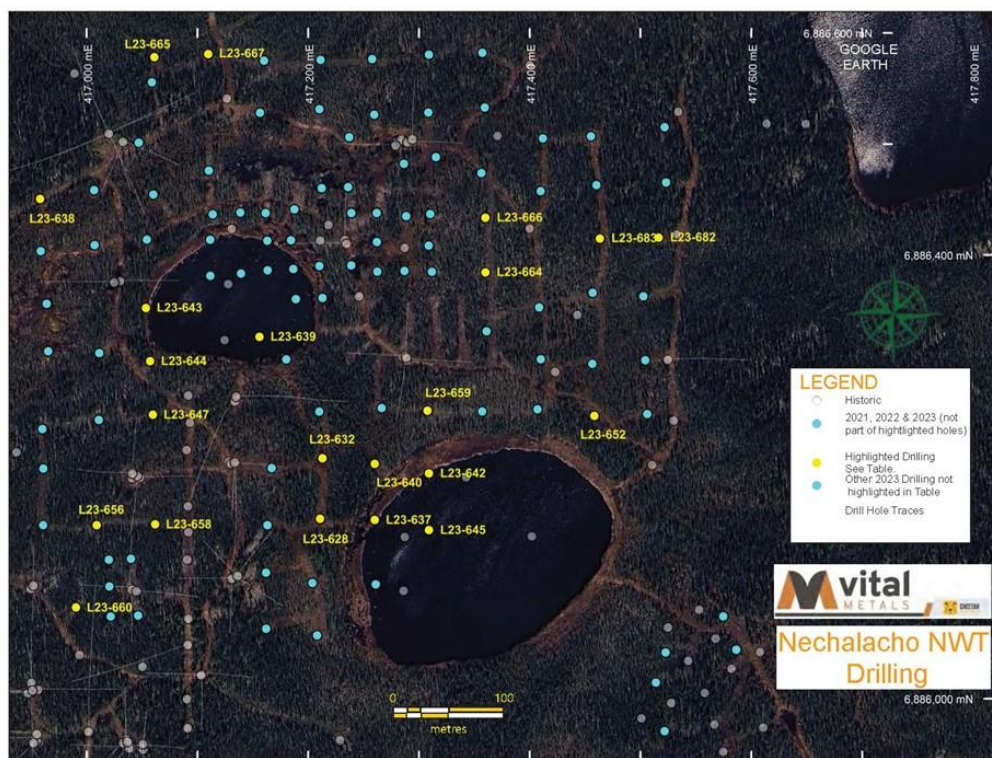 6,886,600 mN
GOOGLE
EARTH
417,000 mE
417,200 mE
417,400 mE
417,600 mE
417,800 mE
L23-665
L23-667
L23-638
L23-666
L23-683
L23-682
6,886,400 mN
L23-664
L23-643
L23-639
L23-644
L23-659
L23-647
L23-652
L23-632
L23-640
L23-642
L23-656
L23-658
L23-628
L23-637
L23-645
L23-660
LEGEND
Historic
2021, 2022 & 2023 (not
part of hightlighted holes)
Highlighted Drilling
See Table.
Other 2023 Drilling not
highlighted in Table
Drill Hole Traces
vital
METALS
CHEETAH
Nechalacho NWT
Drilling
6,886,000 mN
0 100
metres